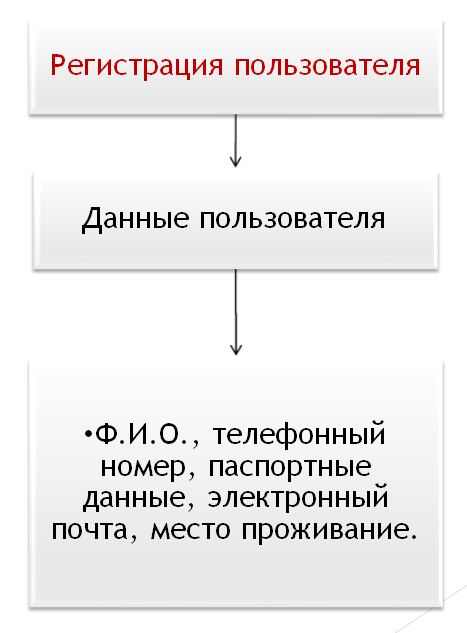 Регистрация пользователя
Данные пользователя
•Ф.И.О., телефонный
номер, паспортные
данные, электронный
почта, место проживание.